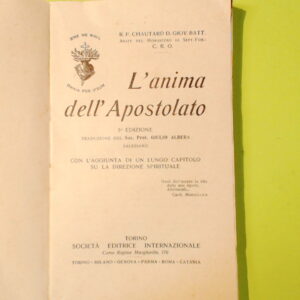 R. P. CHAUTARD D. GIOV. BATT.
ABATE DEL MONASTERO DI SEPT-FONS
C. R. O.
L'anima
dell'Apostolato
EDIZIONE
TRADUZIONE DEL Sac. Prof. GIULIO ALBERA
SALESIANO
CON L'AGGIUNTA DI UN LUNGO CAPITOLO
SU LA DIREZIONE SPIRITUALE
TORINO
SOCIETÀ EDITRICE INTERNAZIONALE
Corso Regina Margherita, 176
TORINO - MILANO - GENOVA - PARMA - ROMA - CATANIA